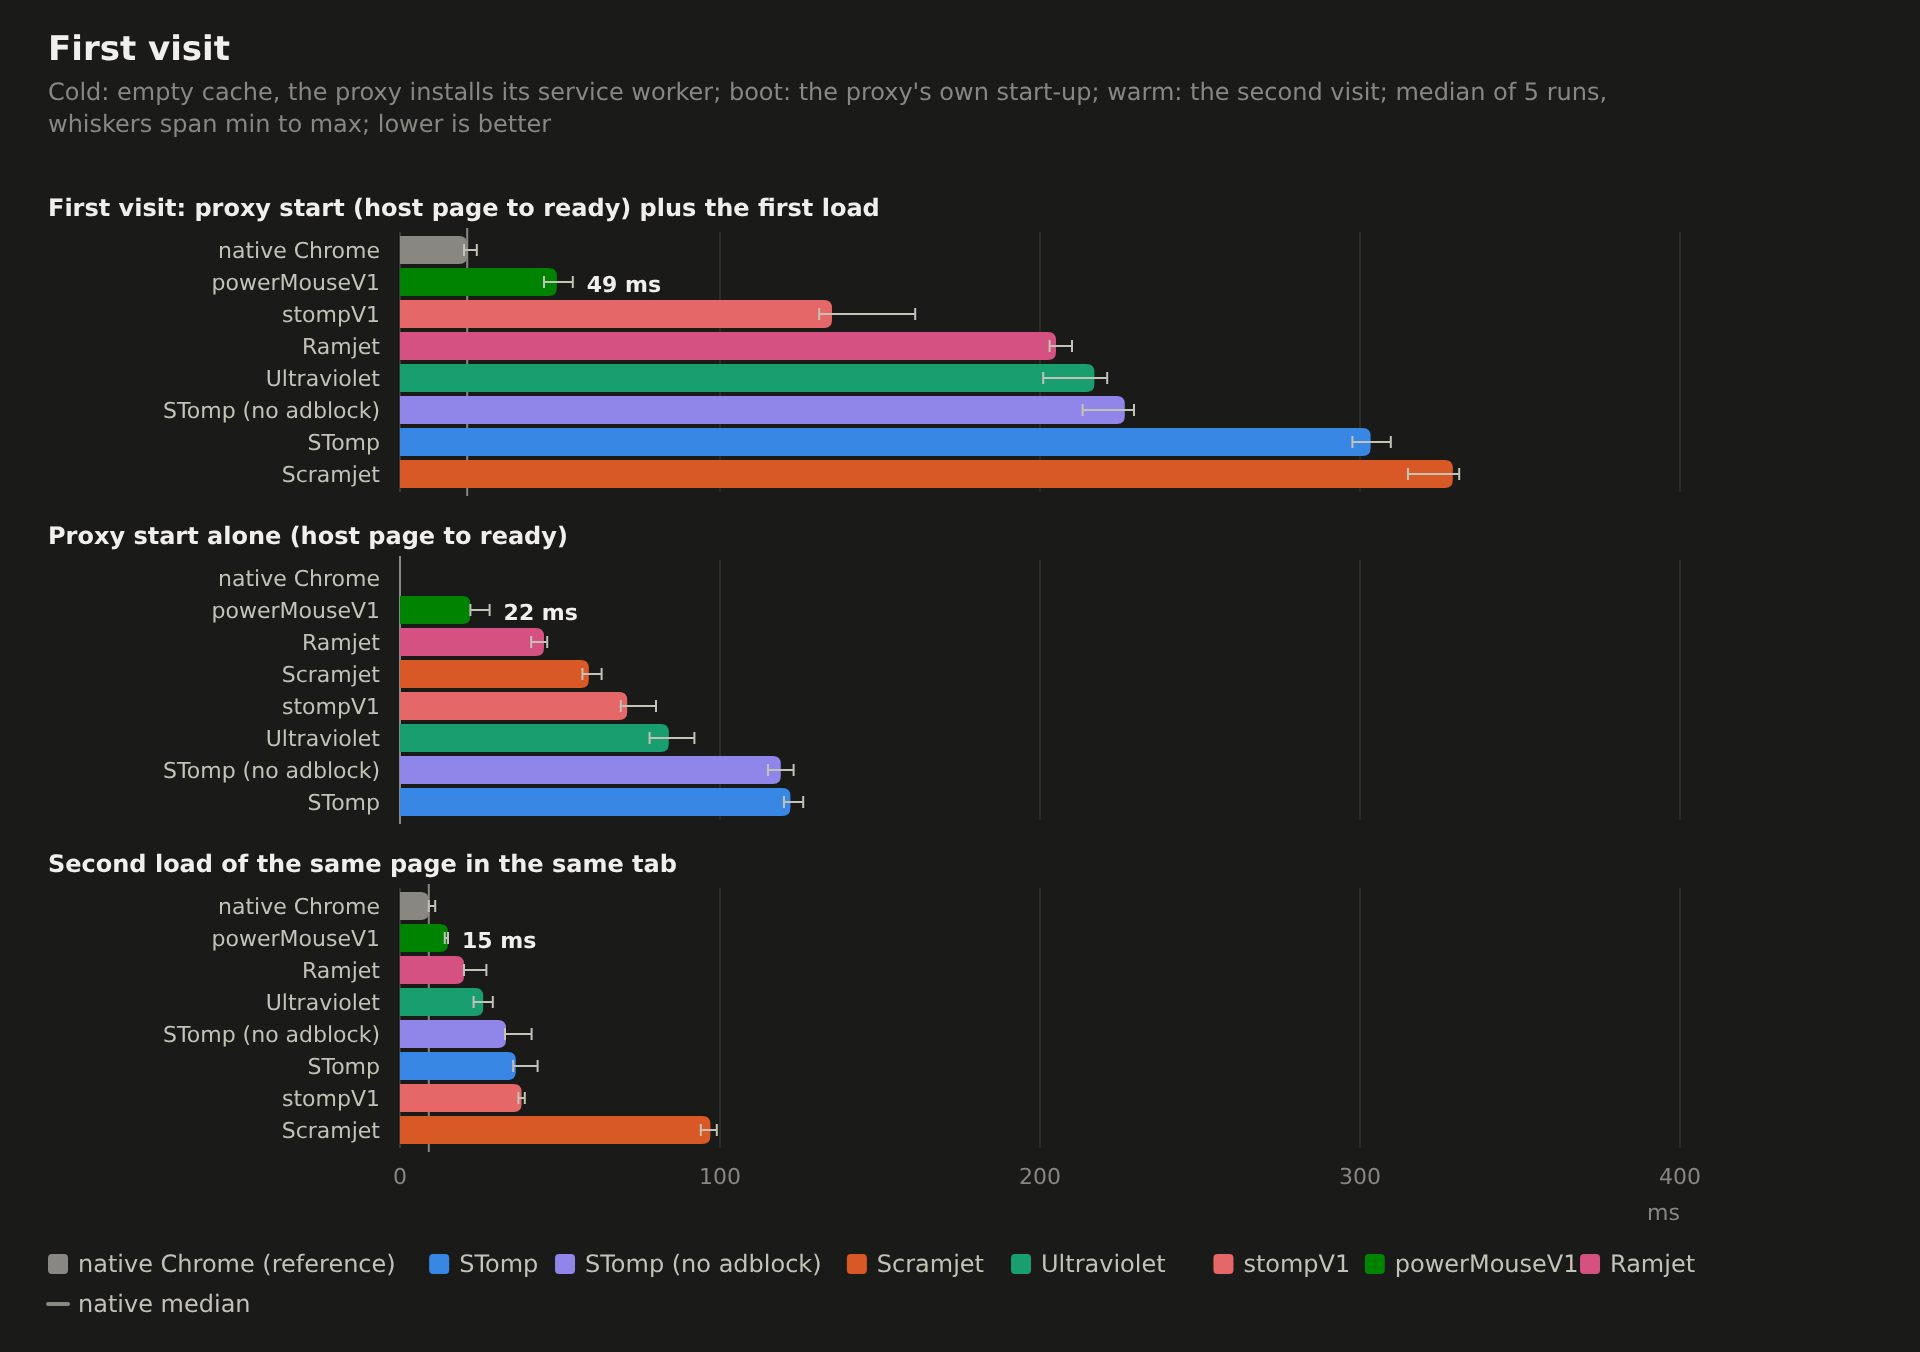 First visit
Cold: empty cache, the proxy installs its service worker; boot: the proxy's own start-up; warm: the second visit; median of 5 runs,
whiskers span min to max; lower is better
First visit: proxy start (host page to ready) plus the first load
native Chrome
powerMouseV1 49 ms
stompV1
Ramjet
Ultraviolet
STomp (no adblock)
STomp
Scramjet
Proxy start alone (host page to ready)
native Chrome
powerMouseV1 22 ms
Ramjet
Scramjet
stompV1
Ultraviolet
STomp (no adblock)
STomp
Second load of the same page in the same tab
native Chrome
powerMouseV1 15 ms
Ramjet
Ultraviolet
STomp (no adblock)
STomp
stompV1
Scramjet
0 100 200 300 400
ms
native Chrome (reference) STomp STomp (no adblock) Scramjet Ultraviolet stompV1 powerMouseV1 Ramjet
native median